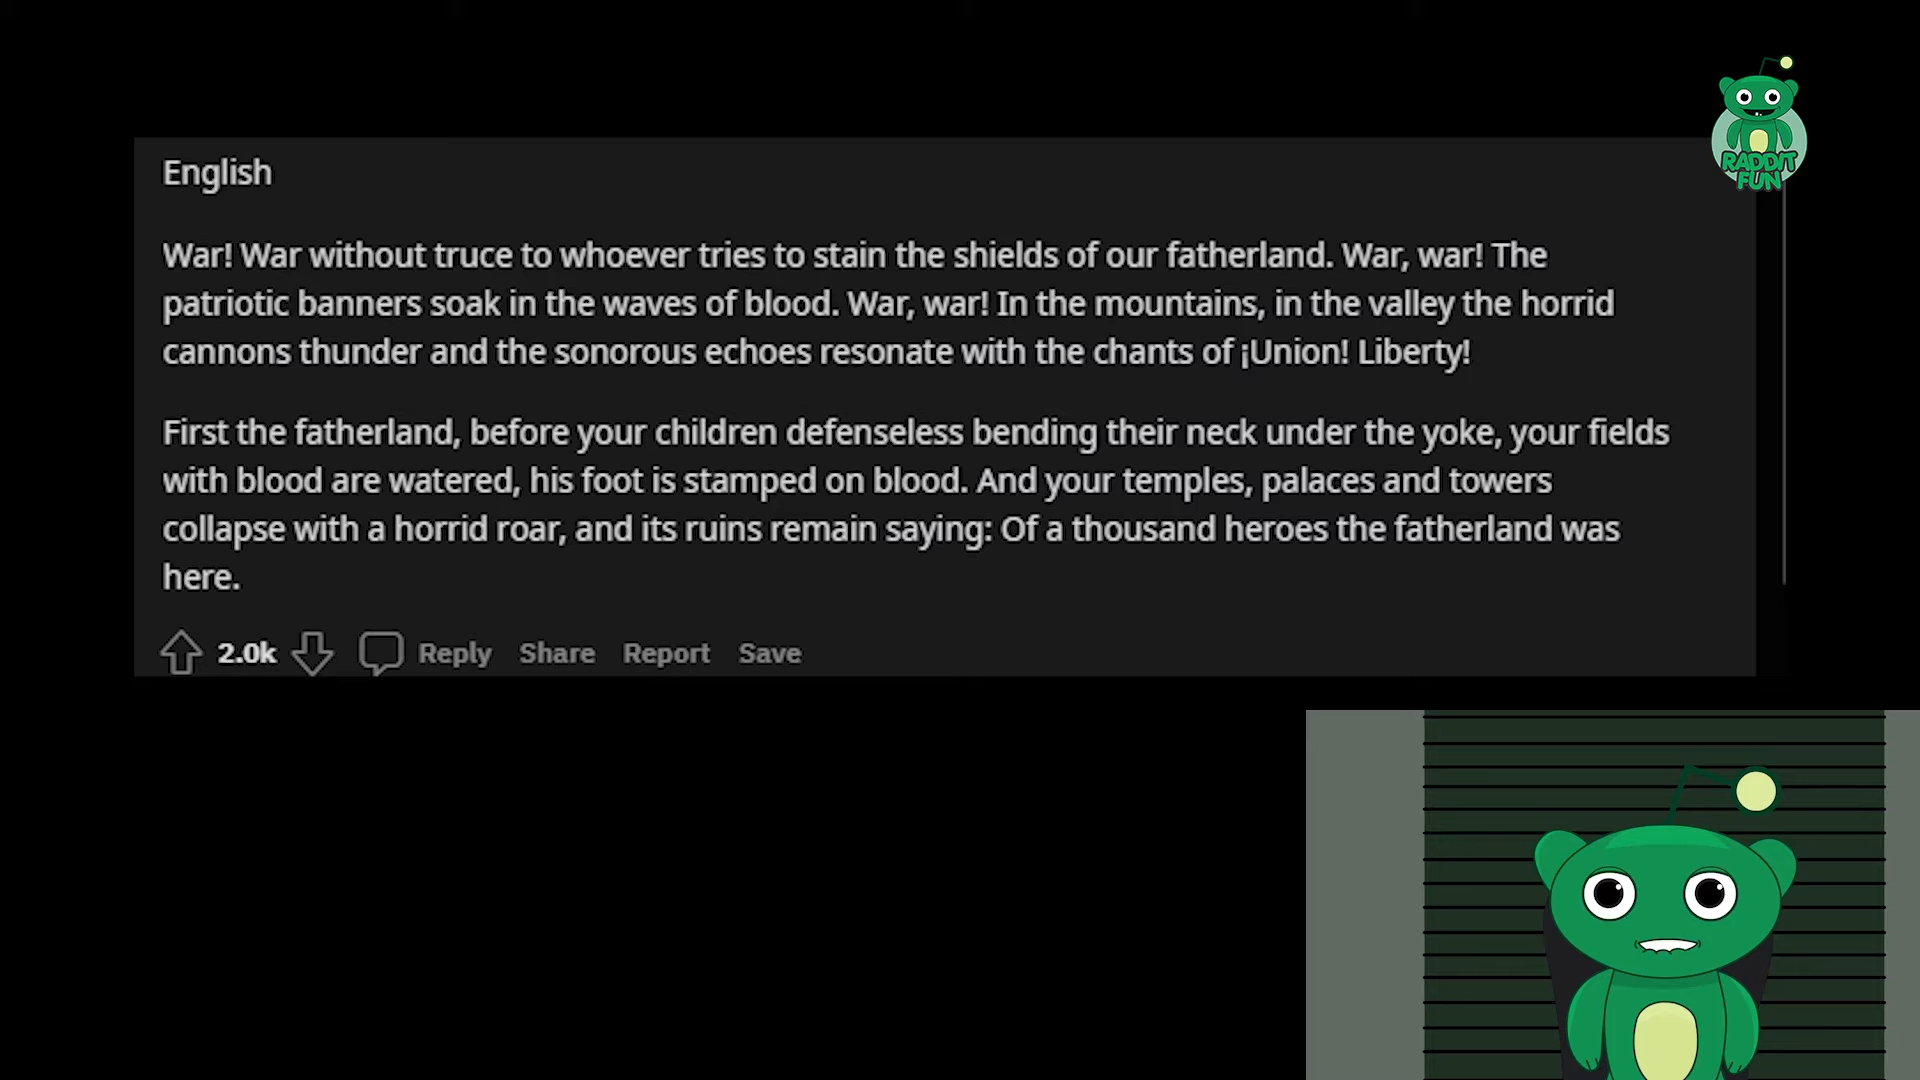 RADDIT
FUN
English
War! War without truce to whoever tries to stain the shields of our fatherland. War, war! The
patriotic banners soak in the waves of blood. War, war! In the mountains, in the valley the horrid
cannons thunder and the sonorous echoes resonate with the chants of ¡Union! Liberty!
First the fatherland, before your children defenseless bending their neck under the yoke, your fields
with blood are watered, his foot is stamped on blood. And your temples, palaces and towers
collapse with a horrid roar, and its ruins remain saying: Of a thousand heroes the fatherland was
here.
2.0k Reply Share Report Save